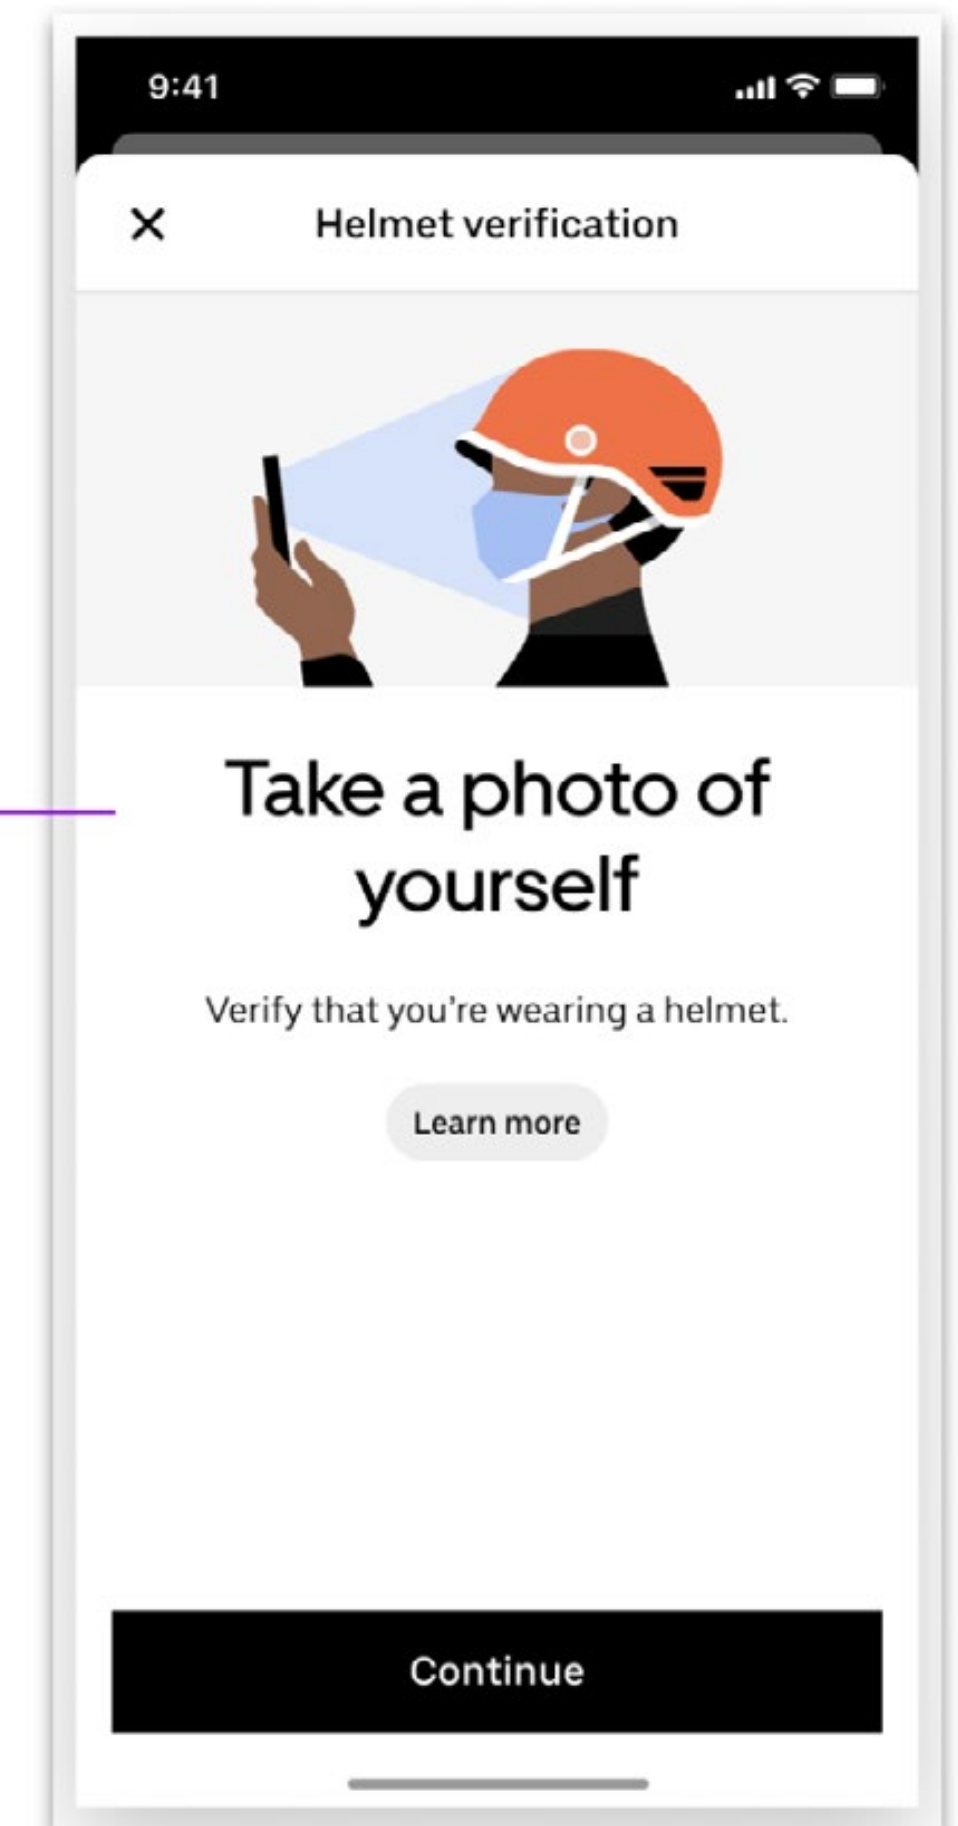 9:41
Helmet verification
Take a photo of
yourself
Verify that you're wearing a helmet.
Learn more
Continue